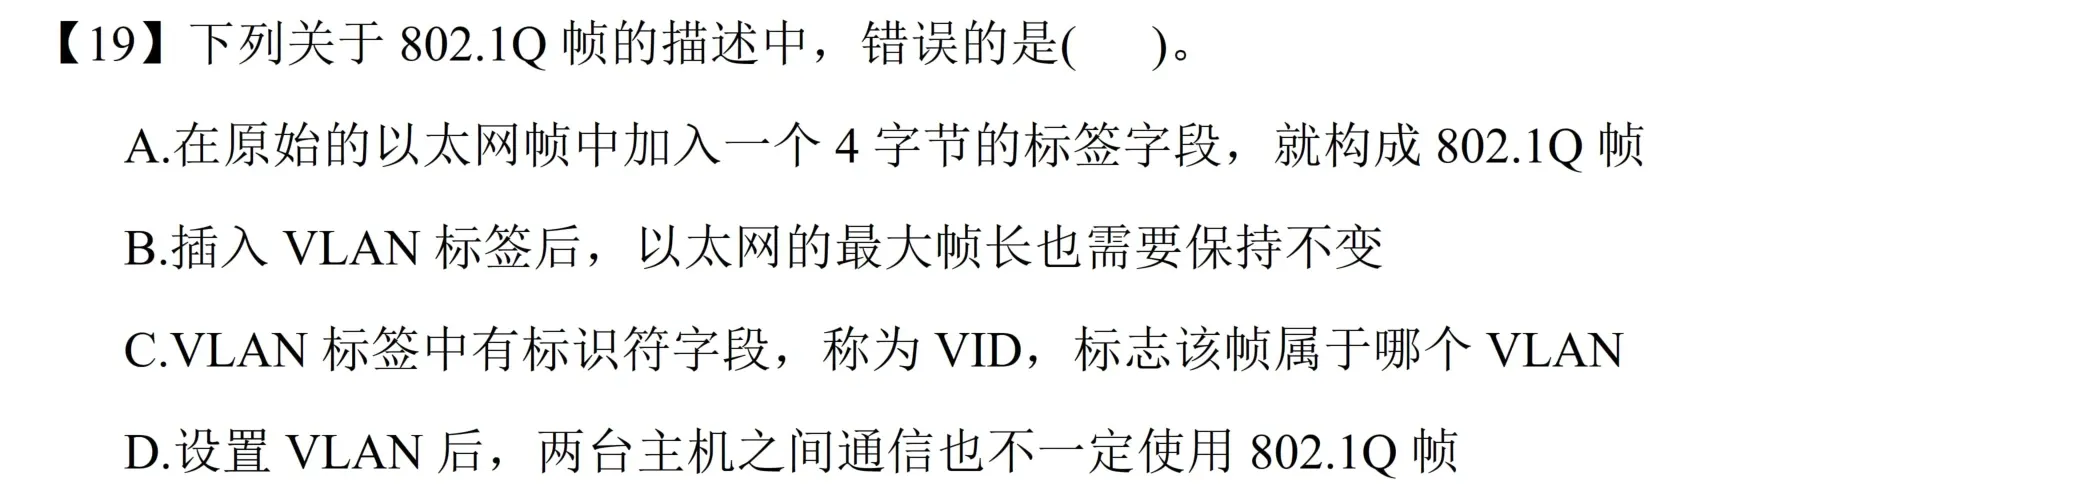 【19】下列关于 802.1Q 帧的描述中，错误的是(    )。
A.在原始的以太网帧中加入一个 4 字节的标签字段，就构成 802.1Q 帧
B.插入 VLAN 标签后，以太网的最大帧长也需要保持不变
C.VLAN 标签中有标识符字段，称为 VID，标志该帧属于哪个 VLAN
D.设置 VLAN 后，两台主机之间通信也不一定使用 802.1Q 帧